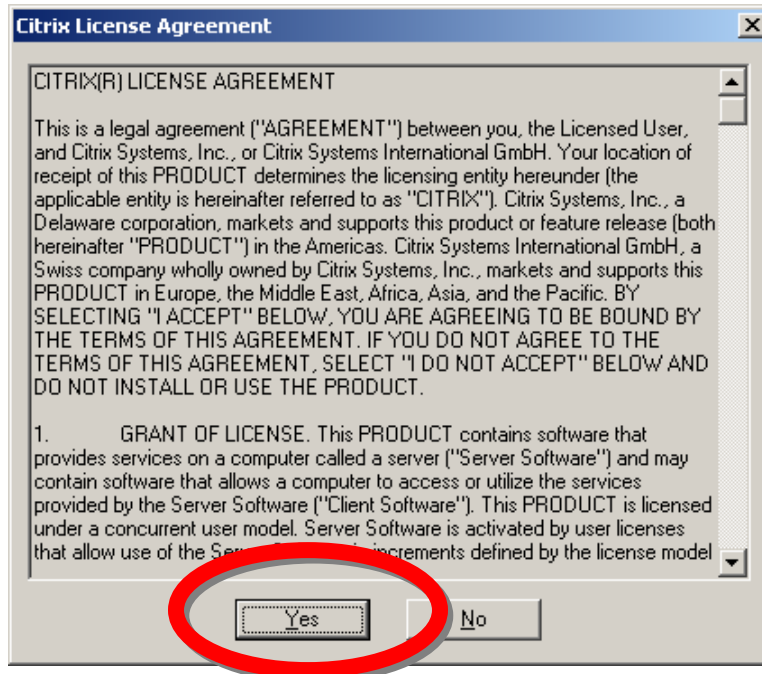 Citrix License Agreement
CITRIX(R) LICENSE AGREEMENT
This is a legal agreement ("AGREEMENT") between you, the Licensed User,
and Citrix Systems, Inc., or Citrix Systems International GmbH. Your location of
receipt of this PRODUCT determines the licensing entity hereunder (the
applicable entity is hereinafter referred to as "CITRIX"). Citrix Systems, Inc., a
Delaware corporation, markets and supports this product or feature release (both
hereinafter "PRODUCT") in the Americas. Citrix Systems International GmbH, a
Swiss company wholly owned by Citrix Systems, Inc., markets and supports this
PRODUCT in Europe, the Middle East, Africa, Asia, and the Pacific. BY
SELECTING "I ACCEPT" BELOW, YOU ARE AGREEING TO BE BOUND BY
THE TERMS OF THIS AGREEMENT. IF YOU DO NOT AGREE TO THE
TERMS OF THIS AGREEMENT, SELECT "I DO NOT ACCEPT" BELOW AND
DO NOT INSTALL OR USE THE PRODUCT.
1. GRANT OF LICENSE. This PRODUCT contains software that
provides services on a computer called a server ("Server Software") and may
contain software that allows a computer to access or utilize the services
provided by the Server Software ("Client Software"). This PRODUCT is licensed
under a concurrent user model. Server Software is activated by user licenses
that allow use of the increments defined by the license model
Yes
No